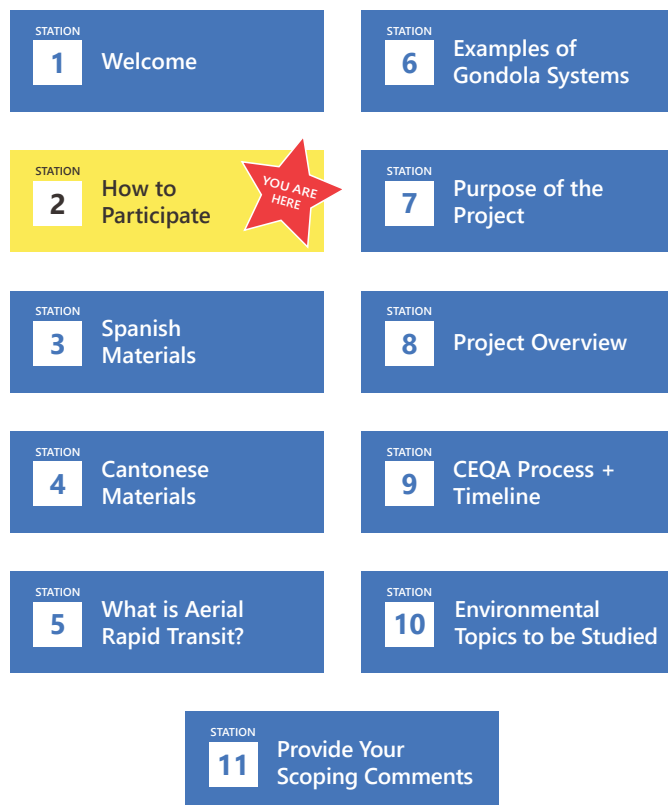 STATION
1
Welcome
STATION
2
How to
Participate
YOU ARE
HERE
STATION
3
Spanish
Materials
STATION
4
Cantonese
Materials
STATION
5
What is Aerial
Rapid Transit?
STATION
6
Examples of
Gondola Systems
STATION
7
Purpose of the
Project
STATION
8
Project Overview
STATION
9
CEQA Process +
Timeline
STATION
10
Environmental
Topics to be Studied
STATION
11
Provide Your
Scoping Comments